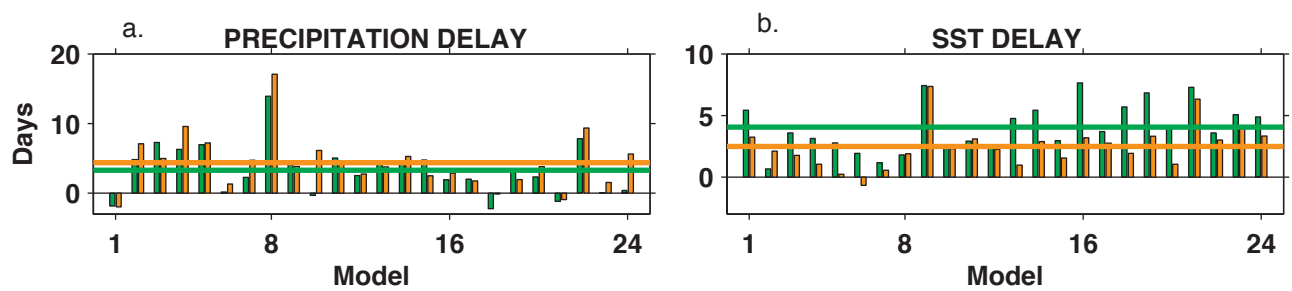 a.
PRECIPITATION DELAY
20
10
0
Days
1 8 16 24
Model
b.
SST DELAY
10
5
0
1 8 16 24
Model